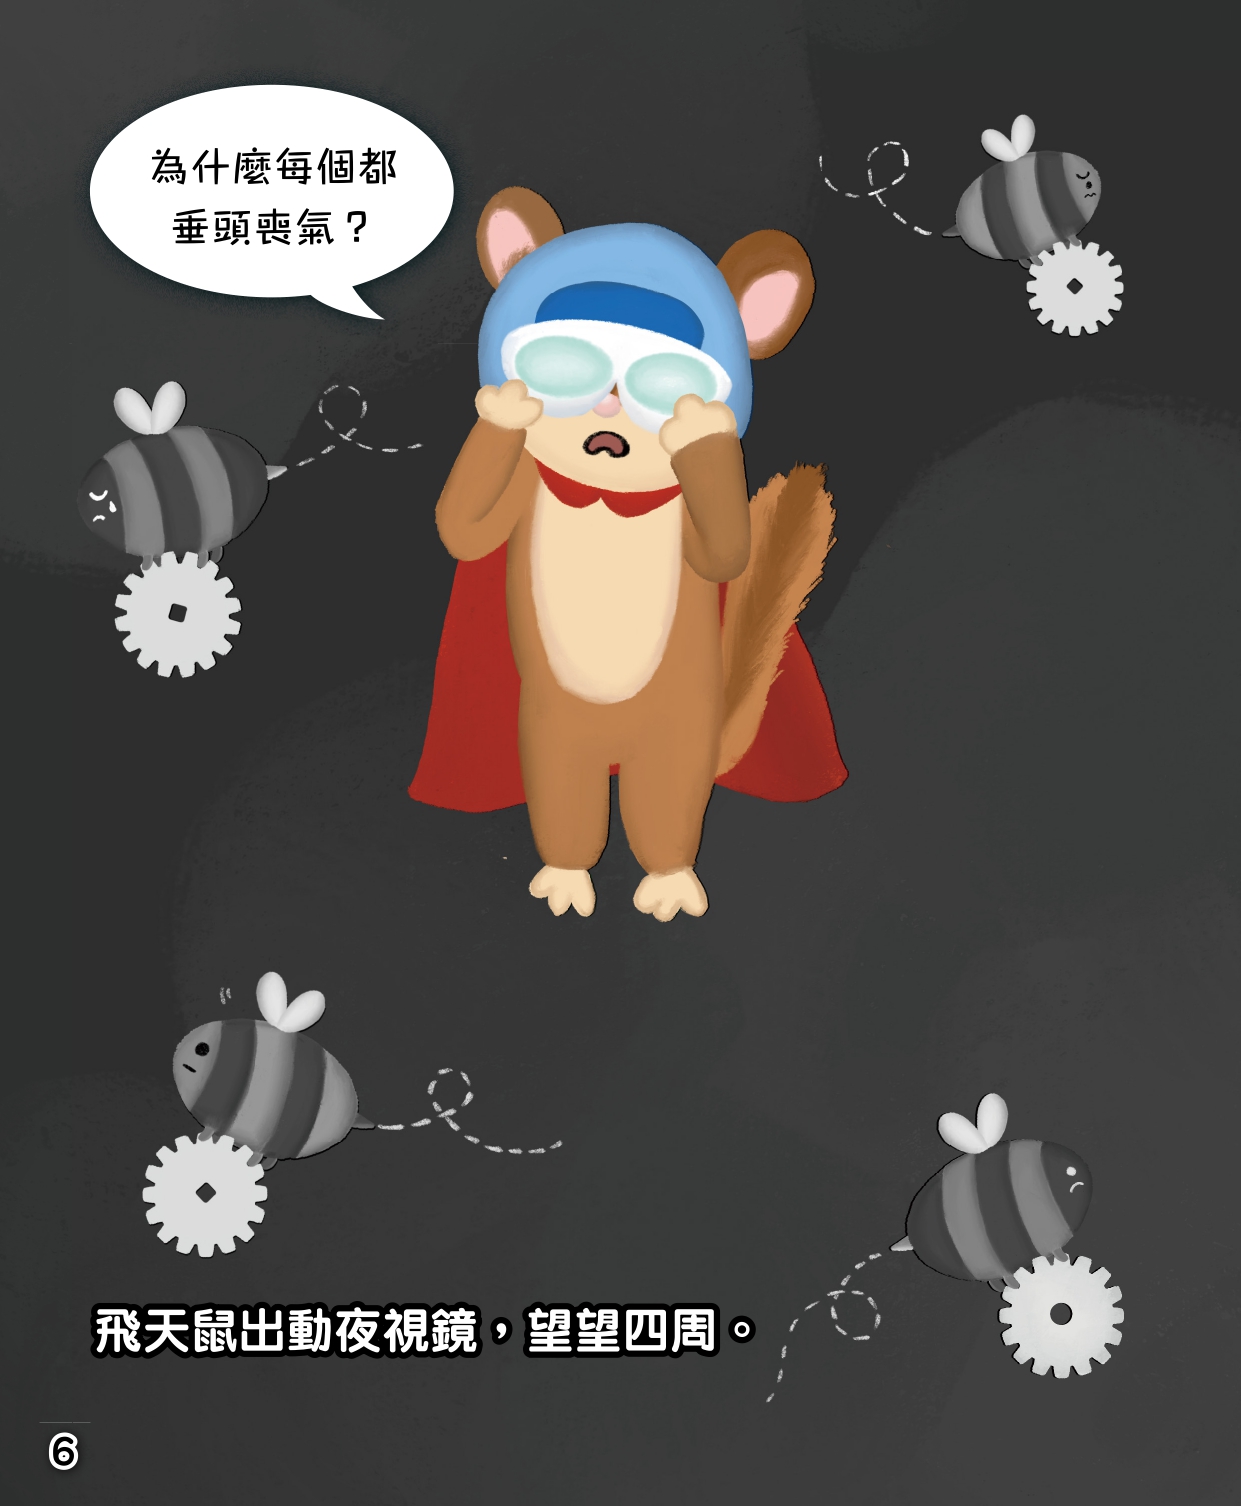 為什麼每個都
垂頭喪氣？
飛天鼠出動夜視鏡，望望四周。
6